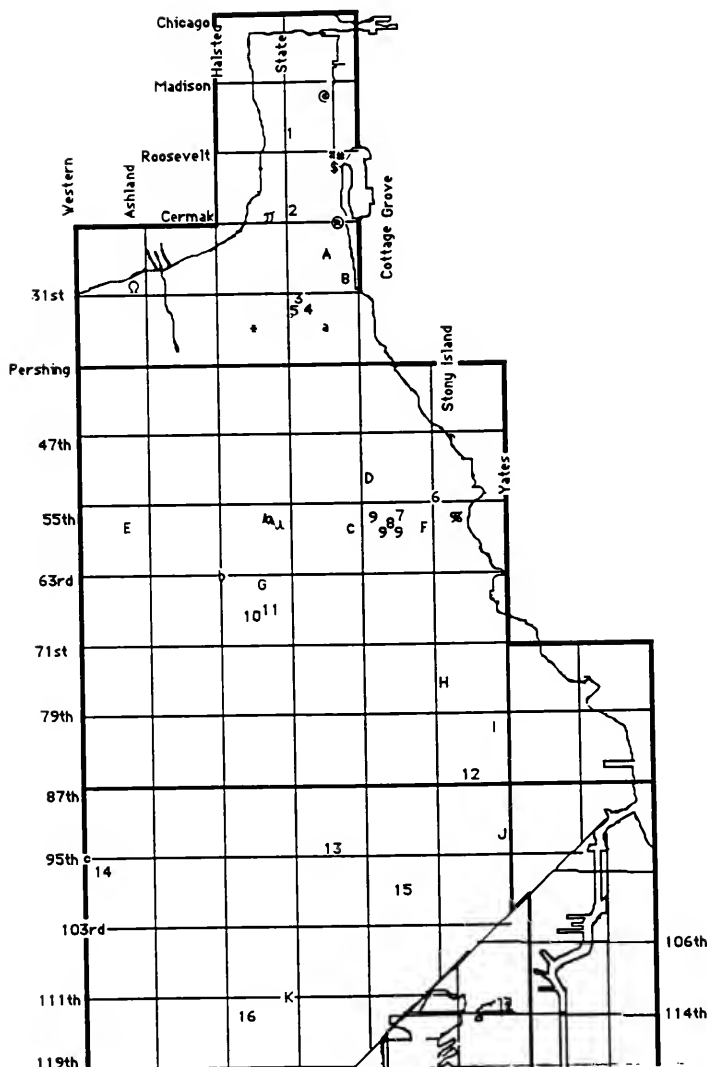 Chicago
Halsted
State
Madison
1
Roosevelt
**
$
Western
Ashland
Cermak
π
2
@
Cottage Grove
A
B
Ω
31st
3
5 4
*
a
Pershing
Stony Island
47th
Yates
D
6
55th
E
C
9 7
8
9 9
F
%
63rd
b
G
10 11
71st
H
79th
I
12
87th
J
13
95th c
14
15
103rd
106th
111th
K
16
114th
119th